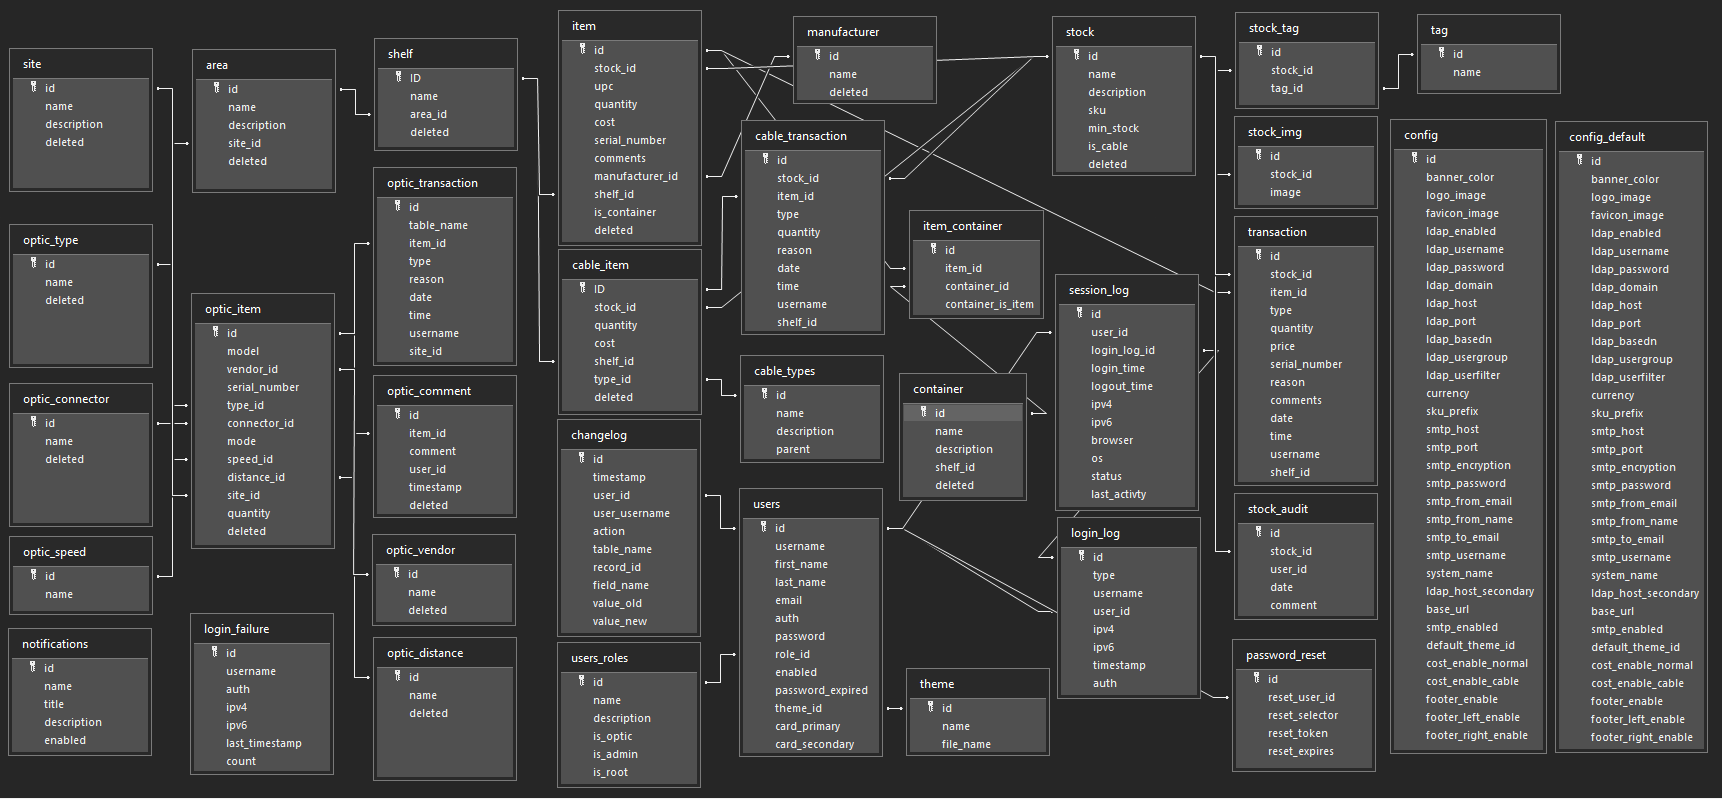 site
id
name
description
deleted
optic_type
id
name
deleted
optic_connector
id
name
deleted
optic_speed
id
name
notifications
id
name
title
description
enabled
area
id
name
description
site_id
deleted
optic_item
id
model
vendor_id
serial_number
type_id
connector_id
mode
speed_id
distance_id
site_id
quantity
deleted
login_failure
id
username
auth
ipv4
ipv6
last_timestamp
count
shelf
ID
name
area_id
deleted
optic_transaction
id
table_name
item_id
type
reason
date
time
username
site_id
optic_comment
id
item_id
comment
user_id
timestamp
deleted
optic_vendor
id
name
deleted
optic_distance
id
name
deleted
item
id
stock_id
upc
quantity
cost
serial_number
comments
manufacturer_id
shelf_id
is_container
deleted
cable_item
ID
stock_id
quantity
cost
shelf_id
type_id
deleted
changelog
id
timestamp
user_id
user_username
action
table_name
record_id
field_name
value_old
value_new
users_roles
id
name
description
is_optic
is_admin
is_root
manufacturer
id
name
deleted
cable_transaction
id
stock_id
item_id
type
quantity
reason
date
time
username
shelf_id
cable_types
id
name
description
parent
users
id
username
first_name
last_name
email
auth
password
role_id
enabled
password_expired
theme_id
card_primary
card_secondary
item_container
id
item_id
container_id
container_is_item
container
id
name
description
shelf_id
deleted
theme
id
name
file_name
stock
id
name
description
sku
min_stock
is_cable
deleted
session_log
id
user_id
login_log_id
login_time
logout_time
ipv4
ipv6
browser
os
status
last_activty
login_log
id
type
username
user_id
ipv4
ipv6
timestamp
auth
stock_tag
id
stock_id
tag_id
stock_img
id
stock_id
image
transaction
id
stock_id
item_id
type
quantity
price
serial_number
reason
comments
date
time
username
shelf_id
stock_audit
id
stock_id
user_id
date
comment
password_reset
id
reset_user_id
reset_selector
reset_token
reset_expires
tag
id
name
config
id
banner_color
logo_image
favicon_image
ldap_enabled
ldap_username
ldap_password
ldap_domain
ldap_host
ldap_port
ldap_basedn
ldap_usergroup
ldap_userfilter
currency
sku_prefix
smtp_host
smtp_port
smtp_encryption
smtp_password
smtp_from_email
smtp_from_name
smtp_to_email
smtp_username
system_name
ldap_host_secondary
base_url
smtp_enabled
default_theme_id
cost_enable_normal
cost_enable_cable
footer_enable
footer_left_enable
footer_right_enable
config_default
id
banner_color
logo_image
favicon_image
ldap_enabled
ldap_username
ldap_password
ldap_domain
ldap_host
ldap_port
ldap_basedn
ldap_usergroup
ldap_userfilter
currency
sku_prefix
smtp_host
smtp_port
smtp_encryption
smtp_password
smtp_from_email
smtp_from_name
smtp_to_email
smtp_username
system_name
ldap_host_secondary
base_url
smtp_enabled
default_theme_id
cost_enable_normal
cost_enable_cable
footer_enable
footer_left_enable
footer_right_enable